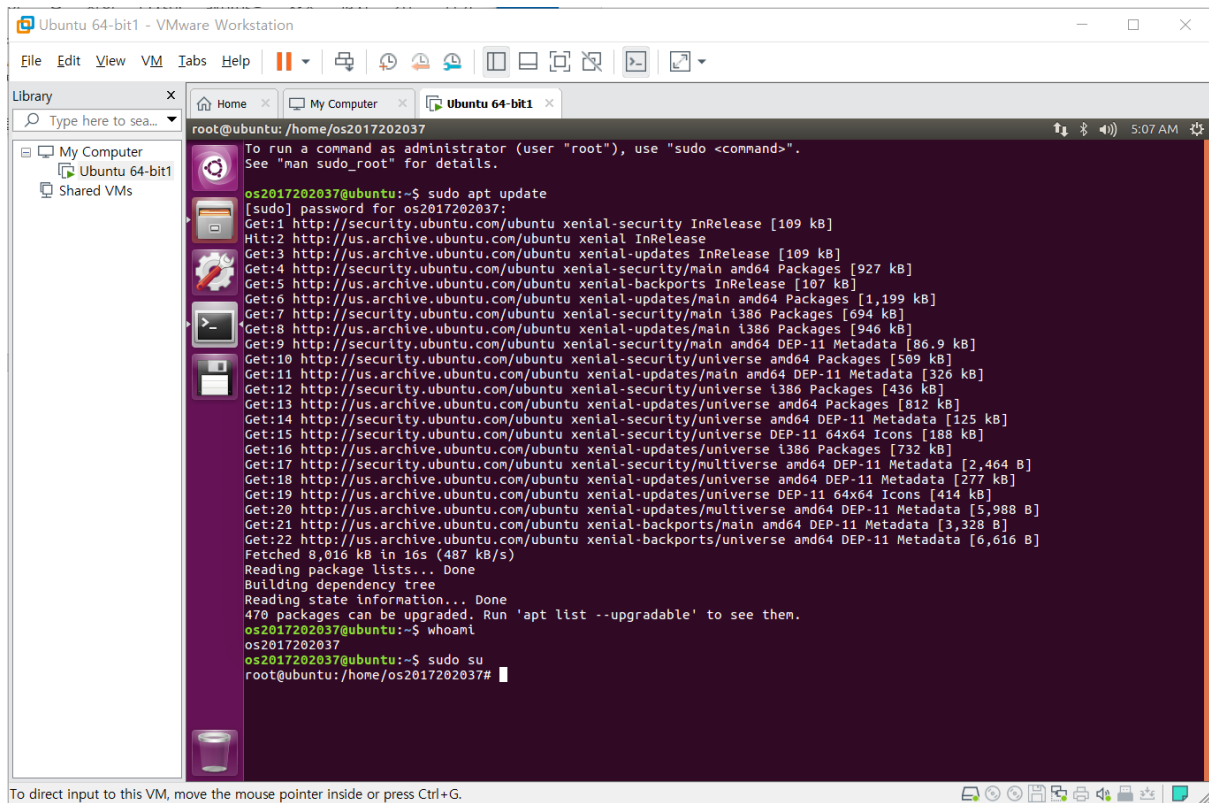 Ubuntu 64-bit1 - VMware Workstation
File Edit View VM Tabs Help
Library x
Type here to sea...
My Computer
Ubuntu 64-bit1
Shared VMs
Home × My Computer × Ubuntu 64-bit1 ×
root@ubuntu: /home/os2017202037 5:07 AM
To run a command as administrator (user "root"), use "sudo <command>".
See "man sudo_root" for details.
os2017202037@ubuntu:~$ sudo apt update
[sudo] password for os2017202037:
Get:1 http://security.ubuntu.com/ubuntu xenial-security InRelease [109 kB]
Hit:2 http://us.archive.ubuntu.com/ubuntu xenial InRelease
Get:3 http://us.archive.ubuntu.com/ubuntu xenial-updates InRelease [109 kB]
Get:4 http://security.ubuntu.com/ubuntu xenial-security/main amd64 Packages [927 kB]
Get:5 http://us.archive.ubuntu.com/ubuntu xenial-backports InRelease [107 kB]
Get:6 http://us.archive.ubuntu.com/ubuntu xenial-updates/main amd64 Packages [1,199 kB]
Get:7 http://security.ubuntu.com/ubuntu xenial-security/main i386 Packages [694 kB]
Get:8 http://us.archive.ubuntu.com/ubuntu xenial-updates/main i386 Packages [946 kB]
Get:9 http://security.ubuntu.com/ubuntu xenial-security/main amd64 DEP-11 Metadata [86.9 kB]
Get:10 http://security.ubuntu.com/ubuntu xenial-security/universe amd64 Packages [509 kB]
Get:11 http://us.archive.ubuntu.com/ubuntu xenial-updates/main amd64 DEP-11 Metadata [326 kB]
Get:12 http://security.ubuntu.com/ubuntu xenial-security/universe i386 Packages [436 kB]
Get:13 http://us.archive.ubuntu.com/ubuntu xenial-updates/universe amd64 Packages [812 kB]
Get:14 http://security.ubuntu.com/ubuntu xenial-security/universe amd64 DEP-11 Metadata [125 kB]
Get:15 http://security.ubuntu.com/ubuntu xenial-security/universe DEP-11 64x64 Icons [188 kB]
Get:16 http://us.archive.ubuntu.com/ubuntu xenial-updates/universe i386 Packages [732 kB]
Get:17 http://security.ubuntu.com/ubuntu xenial-security/multiverse amd64 DEP-11 Metadata [2,464 B]
Get:18 http://us.archive.ubuntu.com/ubuntu xenial-updates/universe amd64 DEP-11 Metadata [277 kB]
Get:19 http://us.archive.ubuntu.com/ubuntu xenial-updates/universe DEP-11 64x64 Icons [414 kB]
Get:20 http://us.archive.ubuntu.com/ubuntu xenial-updates/multiverse amd64 DEP-11 Metadata [5,988 B]
Get:21 http://us.archive.ubuntu.com/ubuntu xenial-backports/main amd64 DEP-11 Metadata [3,328 B]
Get:22 http://us.archive.ubuntu.com/ubuntu xenial-backports/universe amd64 DEP-11 Metadata [6,616 B]
Fetched 8,016 kB in 16s (487 kB/s)
Reading package lists... Done
Building dependency tree
Reading state information... Done
470 packages can be upgraded. Run 'apt list --upgradable' to see them.
os2017202037@ubuntu:~$ whoami
os2017202037
os2017202037@ubuntu:~$ sudo su
root@ubuntu:/home/os2017202037#
To direct input to this VM, move the mouse pointer inside or press Ctrl+G.